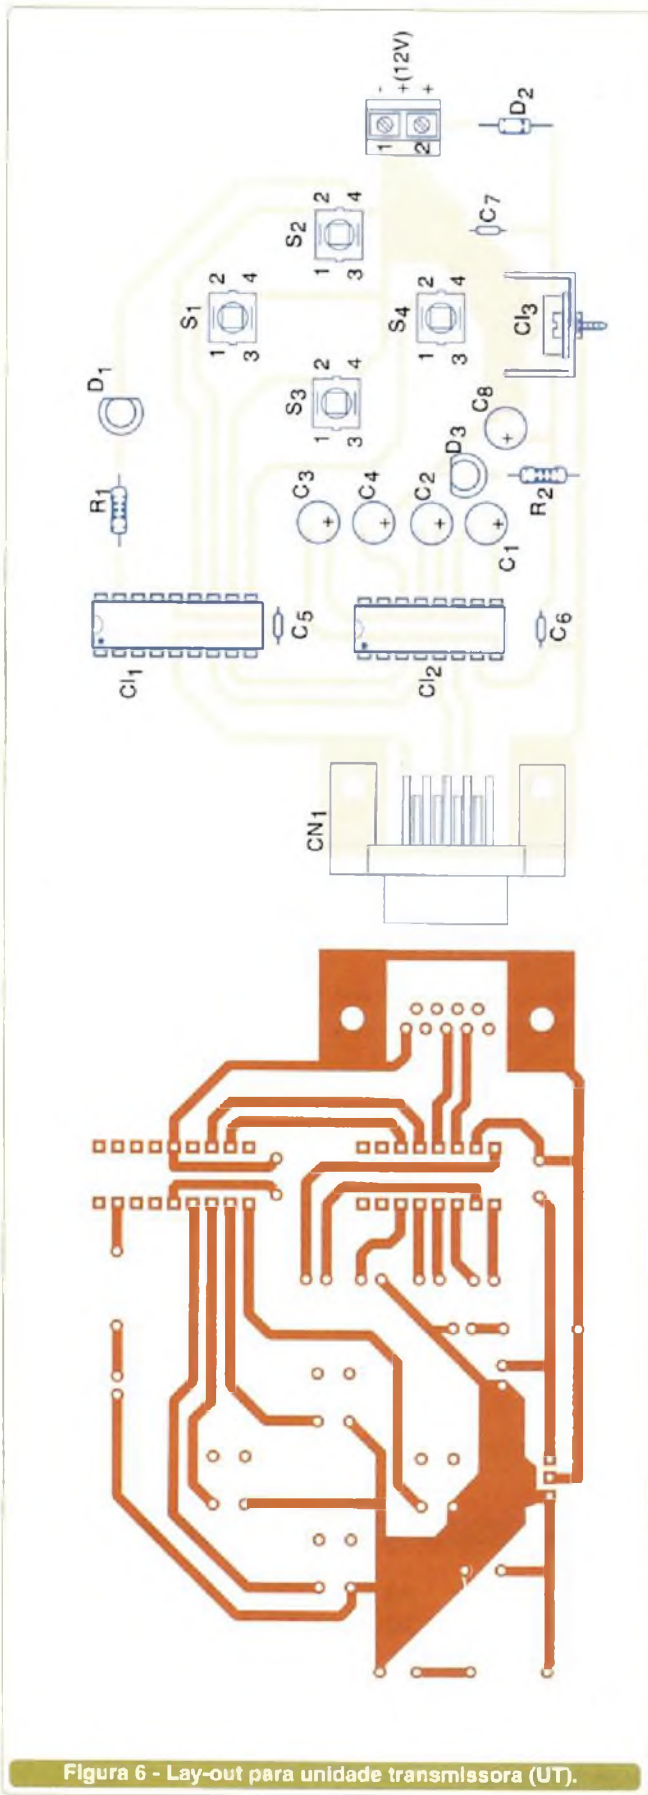 -
+(12V)
+
1
2
D2
S2
1
2
3
4
C7
S1
1
2
3
4
S4
1
2
3
4
CI3
D1
S3
1
2
3
4
C8
+
D3
R1
C3
+
C4
+
C2
+
C1
+
R2
CI1
C5
CI2
C6
CN1
Figura 6 - Lay-out para unidade transmissora (UT).